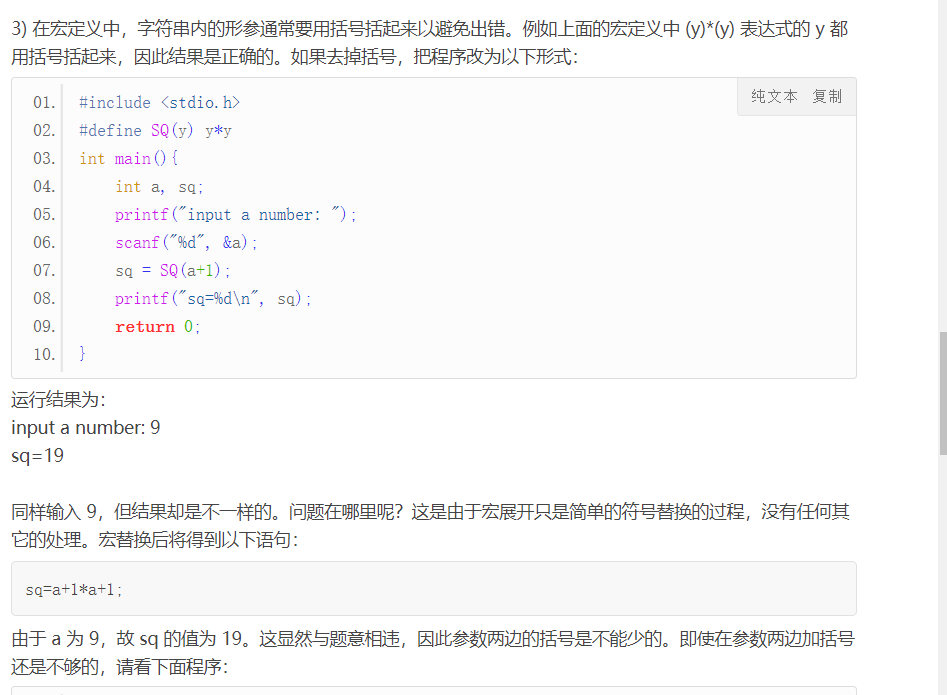 3) 在宏定义中，字符串内的形参通常要用括号括起来以避免出错。例如上面的宏定义中 (y)*(y) 表达式的 y 都
用括号括起来，因此结果是正确的。如果去掉括号，把程序改为以下形式：
纯文本 复制
01. #include <stdio.h>
02. #define SQ(y) y*y
03. int main(){
04. int a, sq;
05. printf("input a number: ");
06. scanf("%d", &a);
07. sq = SQ(a+1);
08. printf("sq=%d\n", sq);
09. return 0;
10. }
运行结果为：
input a number: 9
sq=19
同样输入 9，但结果却是不一样的。问题在哪里呢？这是由于宏展开只是简单的符号替换的过程，没有任何其
它的处理。宏替换后将得到以下语句：
sq=a+1*a+1;
由于 a 为 9，故 sq 的值为 19。这显然与题意相违，因此参数两边的括号是不能少的。即使在参数两边加括号
还是不够的，请看下面程序：